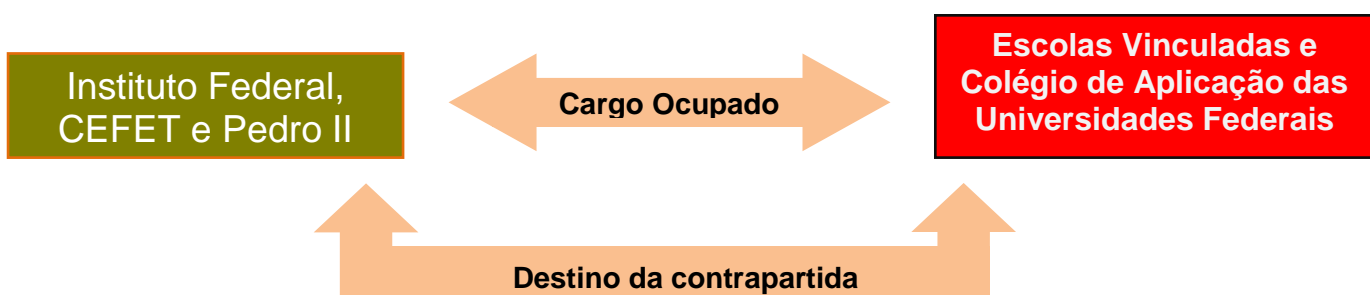 Instituto Federal,
CEFET e Pedro II
Cargo Ocupado
Escolas Vinculadas e
Colégio de Aplicação das
Universidades Federais
Destino da contrapartida